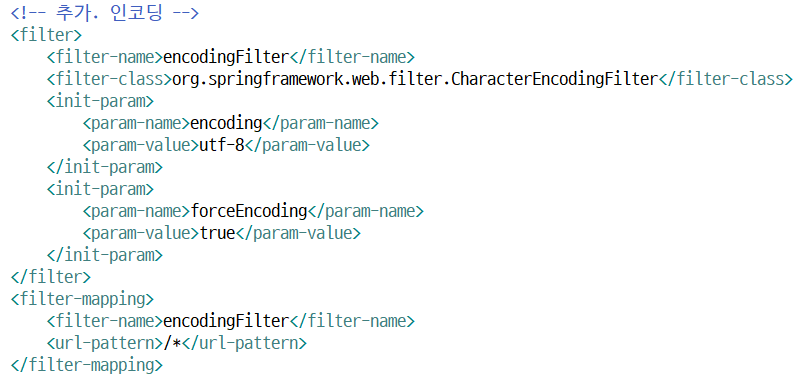 <!-- 추가. 인코딩 -->
<filter>
    <filter-name>encodingFilter</filter-name>
    <filter-class>org.springframework.web.filter.CharacterEncodingFilter</filter-class>
    <init-param>
        <param-name>encoding</param-name>
        <param-value>utf-8</param-value>
    </init-param>
    <init-param>
        <param-name>forceEncoding</param-name>
        <param-value>true</param-value>
    </init-param>
</filter>
<filter-mapping>
    <filter-name>encodingFilter</filter-name>
    <url-pattern>/*</url-pattern>
</filter-mapping>